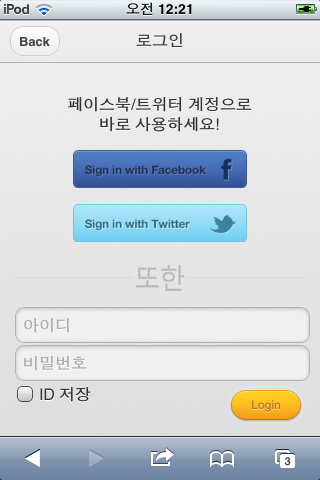 iPod 오전 12:21
Back 로그인
페이스북/트위터 계정으로
바로 사용하세요!
Sign in with Facebook f
Sign in with Twitter
또한
아이디
비밀번호
ID 저장
Login
3